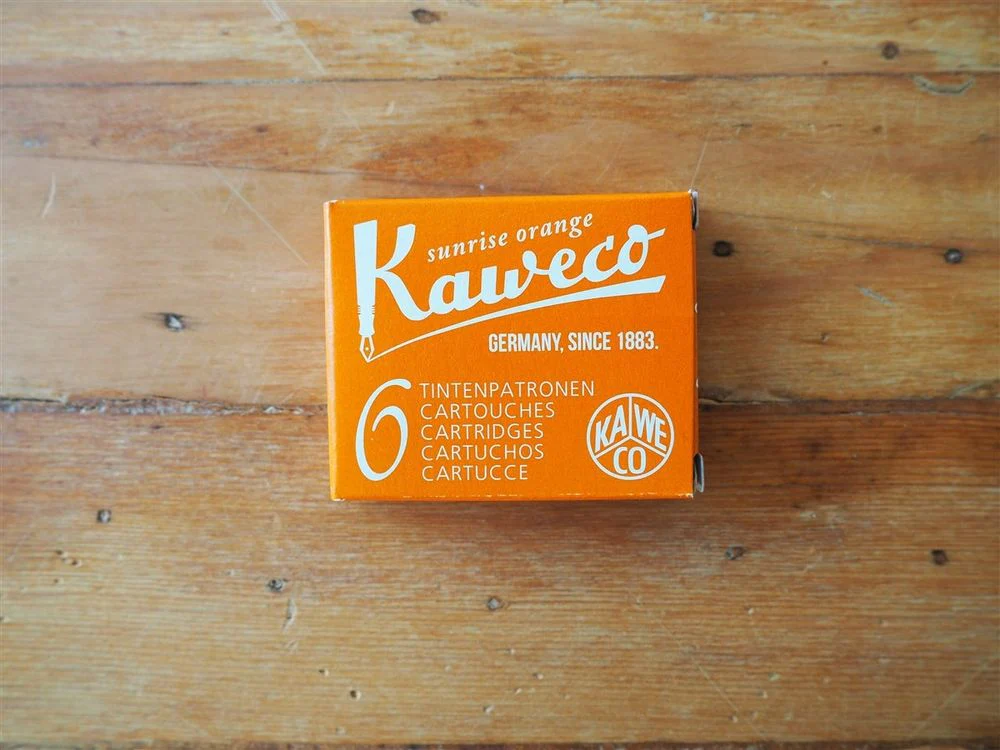 sunrise orange
Kaweco
GERMANY, SINCE 1883.
6
TINTENPATRONEN
CARTOUCHES
CARTRIDGES
CARTUCHOS
CARTUCCE
KA WE
CO